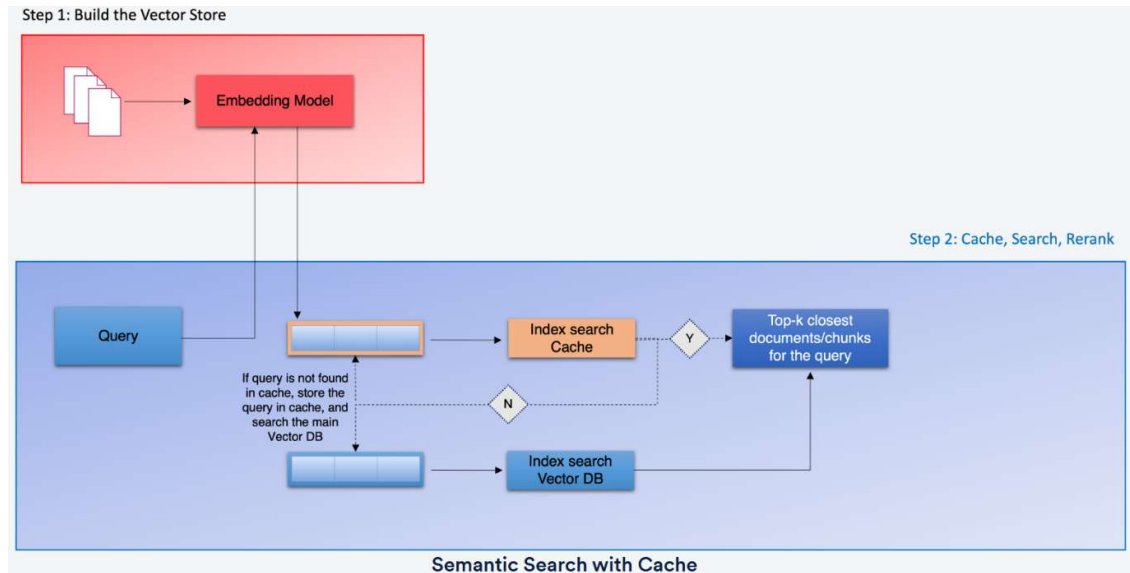 Step 1: Build the Vector Store
Embedding Model
Step 2: Cache, Search, Rerank
Query
Index search
Cache
Y
Top-k closest
documents/chunks
for the query
If query is not found
in cache, store the
query in cache, and
search the main
Vector DB
N
Index search
Vector DB
Semantic Search with Cache